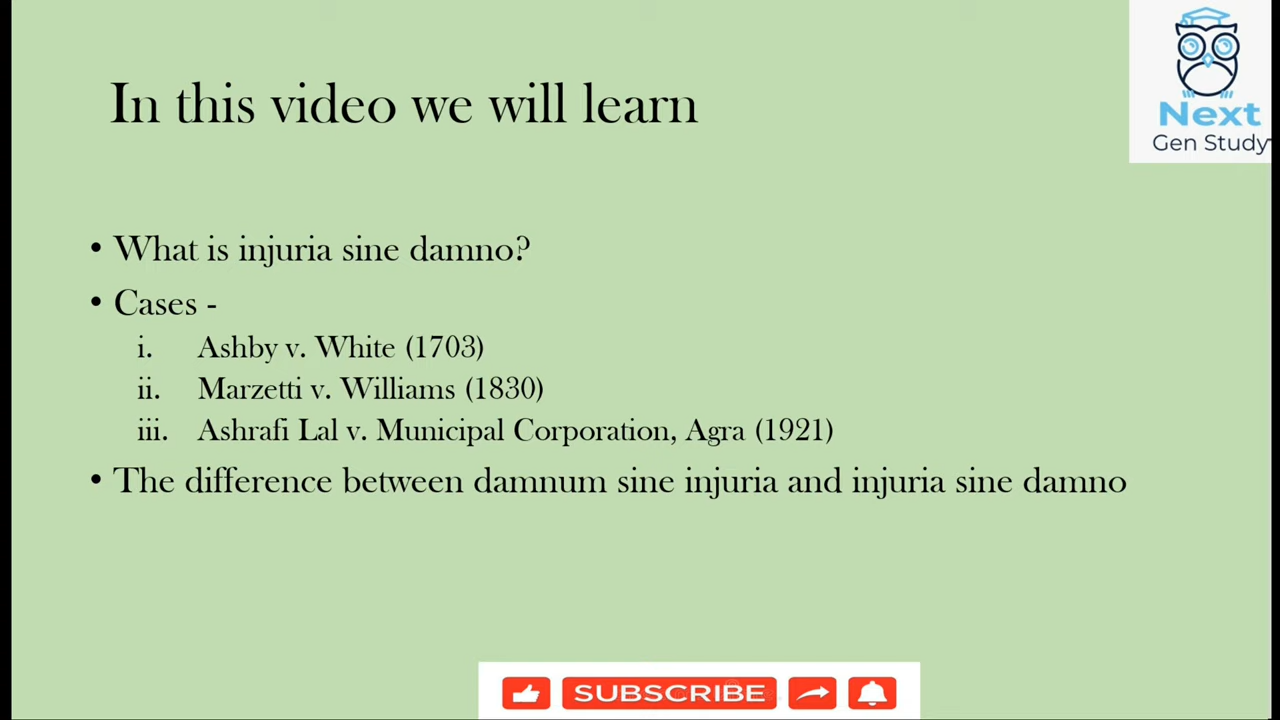 Next
Gen Study
In this video we will learn
• What is injuria sine damno?
• Cases -
i. Ashby v. White (1703)
ii. Marzetti v. Williams (1830)
iii. Ashrafi Lal v. Municipal Corporation, Agra (1921)
• The difference between damnum sine injuria and injuria sine damno
SUBSCRIBE